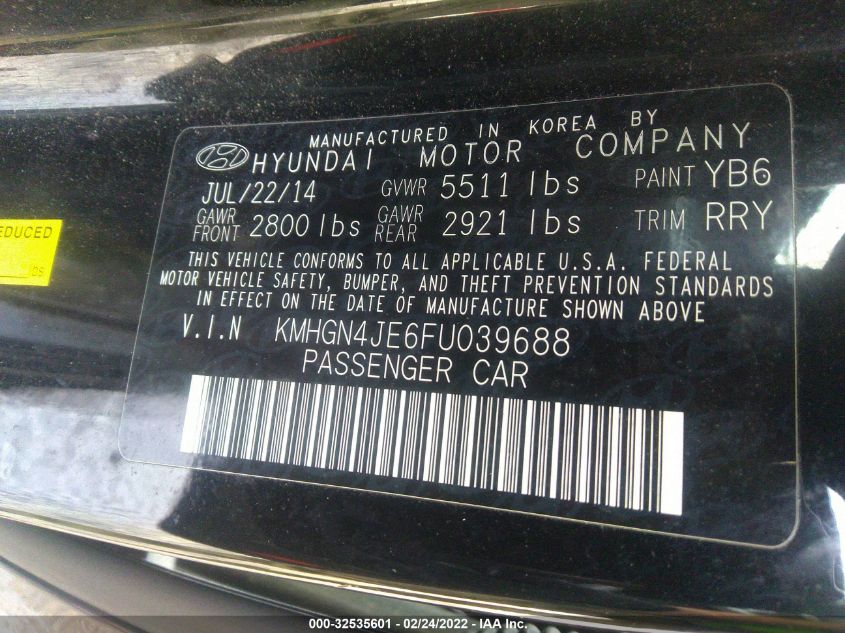 MANUFACTURED IN KOREA BY
HYUNDAI MOTOR COMPANY
JUL/22/14 GVWR 5511 lbs PAINT YB6
GAWR FRONT 2800 lbs GAWR REAR 2921 lbs TRIM RRY
THIS VEHICLE CONFORMS TO ALL APPLICABLE U.S.A. FEDERAL
MOTOR VEHICLE SAFETY, BUMPER, AND THEFT PREVENTION STANDARDS
IN EFFECT ON THE DATE OF MANUFACTURE SHOWN ABOVE
V.I.N KMHGN4JE6FU039688
PASSENGER CAR
EDUCED
DS
000-32535601 - 02/24/2022 - IAA Inc.